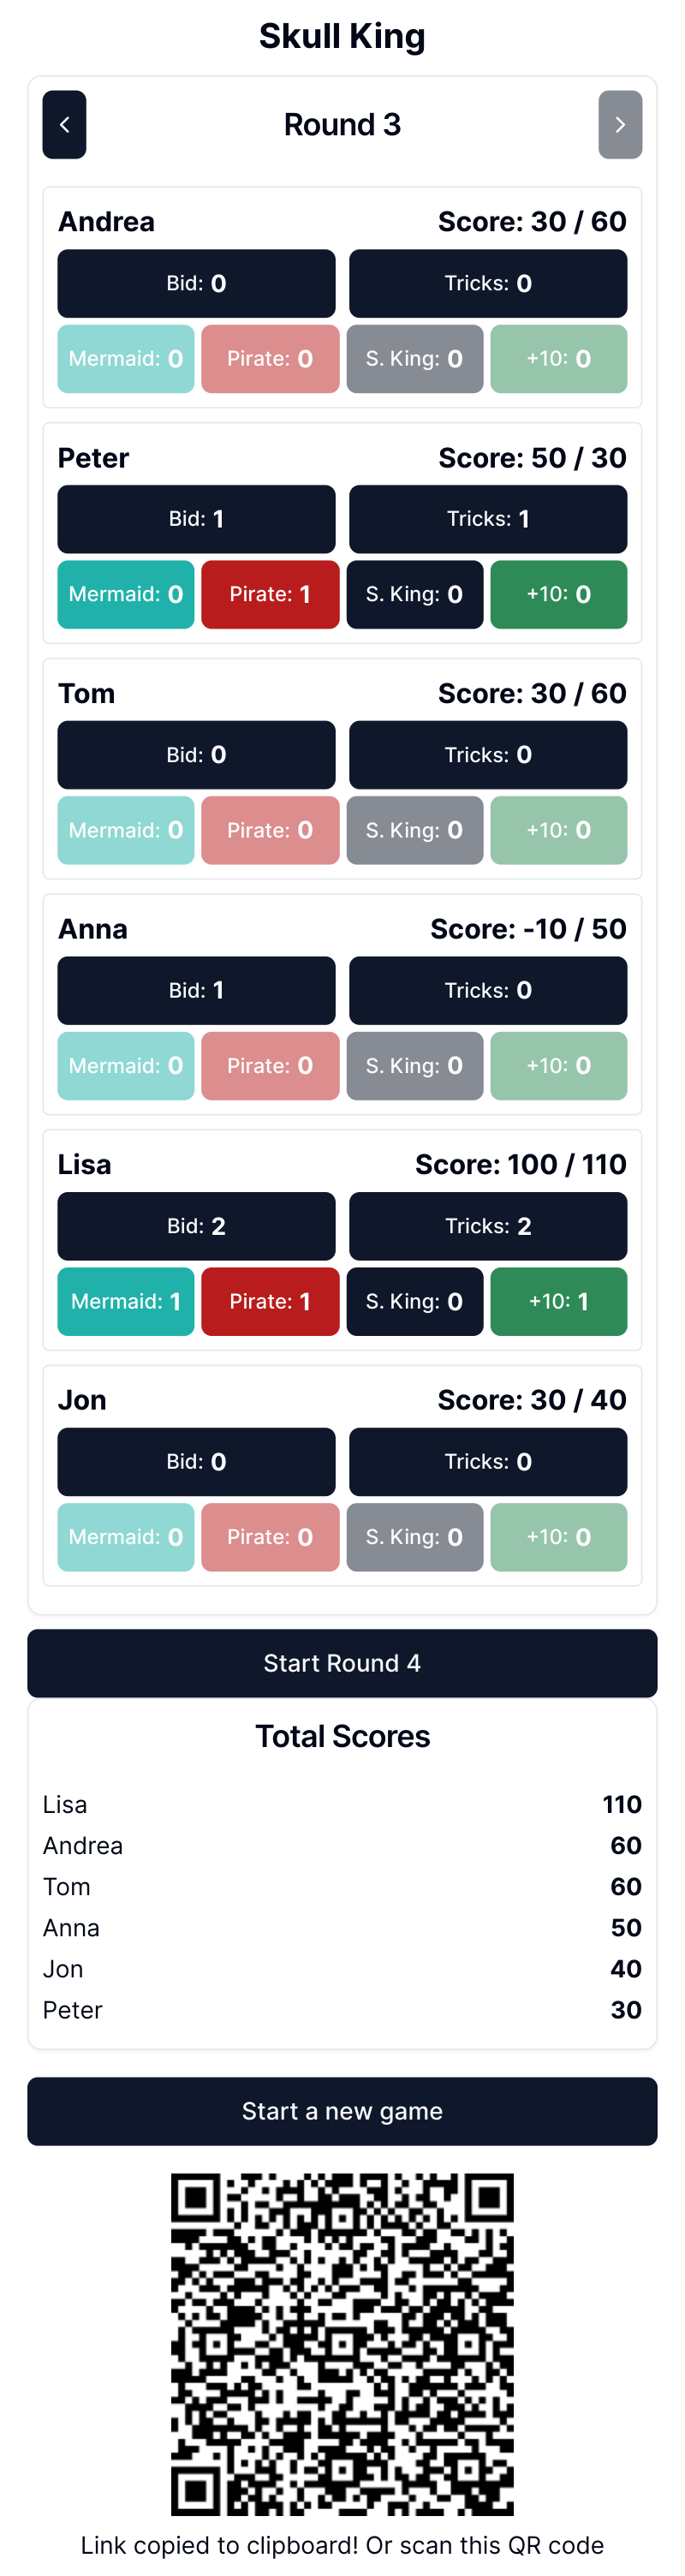 Skull King
Round 3
Andrea Score: 30 / 60
Bid: 0 Tricks: 0
Mermaid: 0 Pirate: 0 S. King: 0 +10: 0
Peter Score: 50 / 30
Bid: 1 Tricks: 1
Mermaid: 0 Pirate: 1 S. King: 0 +10: 0
Tom Score: 30 / 60
Bid: 0 Tricks: 0
Mermaid: 0 Pirate: 0 S. King: 0 +10: 0
Anna Score: -10 / 50
Bid: 1 Tricks: 0
Mermaid: 0 Pirate: 0 S. King: 0 +10: 0
Lisa Score: 100 / 110
Bid: 2 Tricks: 2
Mermaid: 1 Pirate: 1 S. King: 0 +10: 1
Jon Score: 30 / 40
Bid: 0 Tricks: 0
Mermaid: 0 Pirate: 0 S. King: 0 +10: 0
Start Round 4
Total Scores
Lisa 110
Andrea 60
Tom 60
Anna 50
Jon 40
Peter 30
Start a new game
Link copied to clipboard! Or scan this QR code